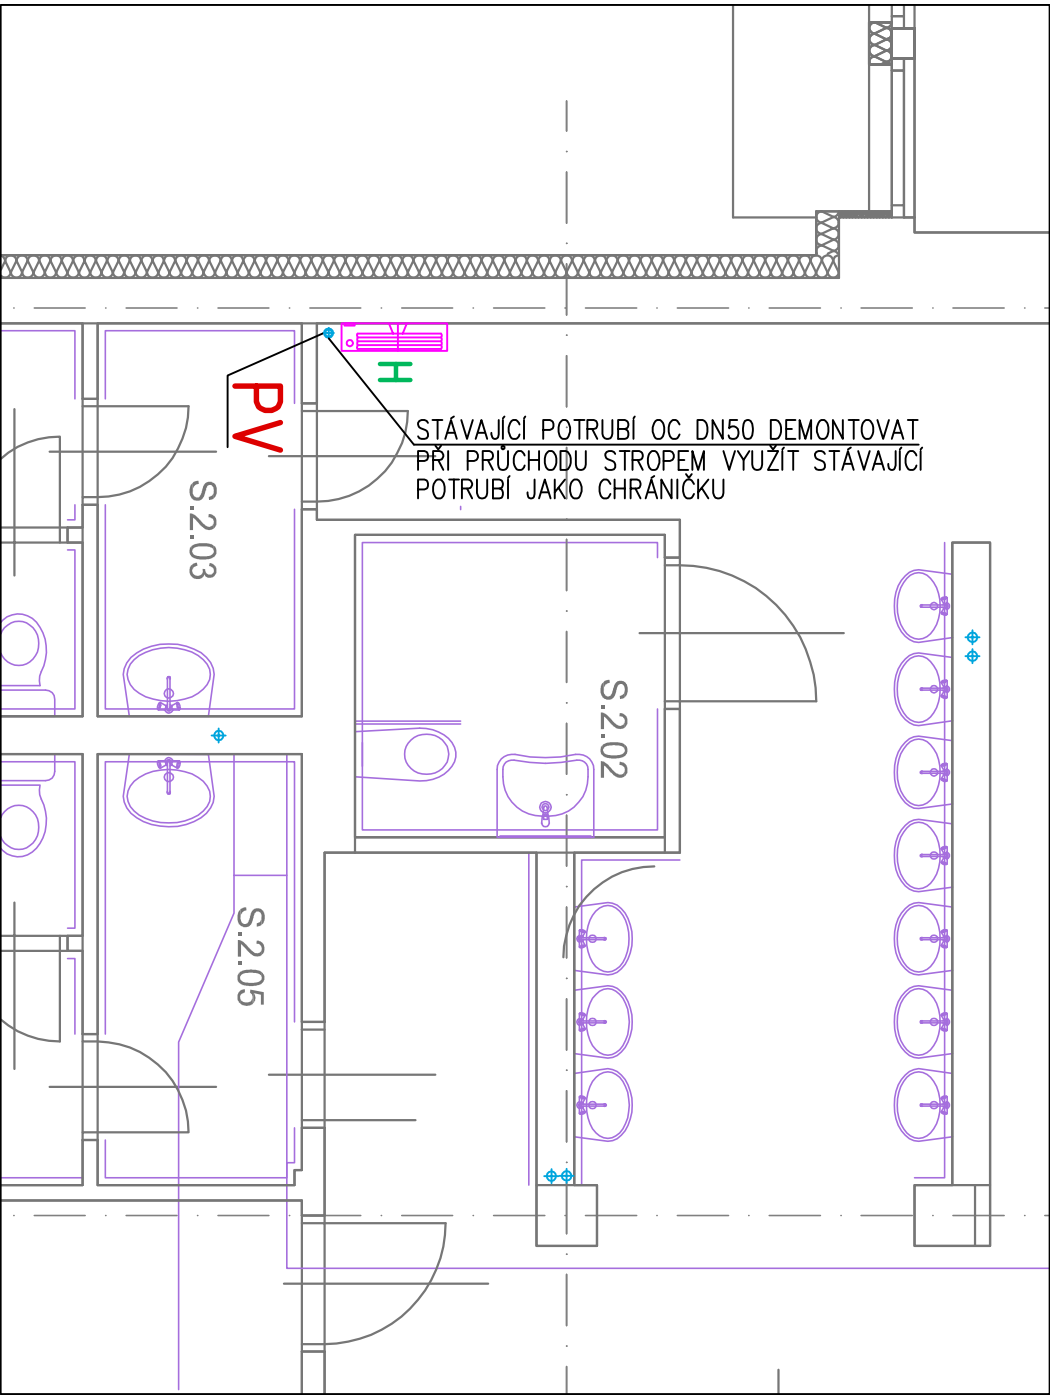 H
PV
STÁVAJÍCÍ POTRUBÍ OC DN50 DEMONTOVAT
PŘI PRŮCHODU STROPEM VYUŽÍT STÁVAJÍCÍ
POTRUBÍ JAKO CHRÁNIČKU
S.2.03
S.2.02
S.2.05